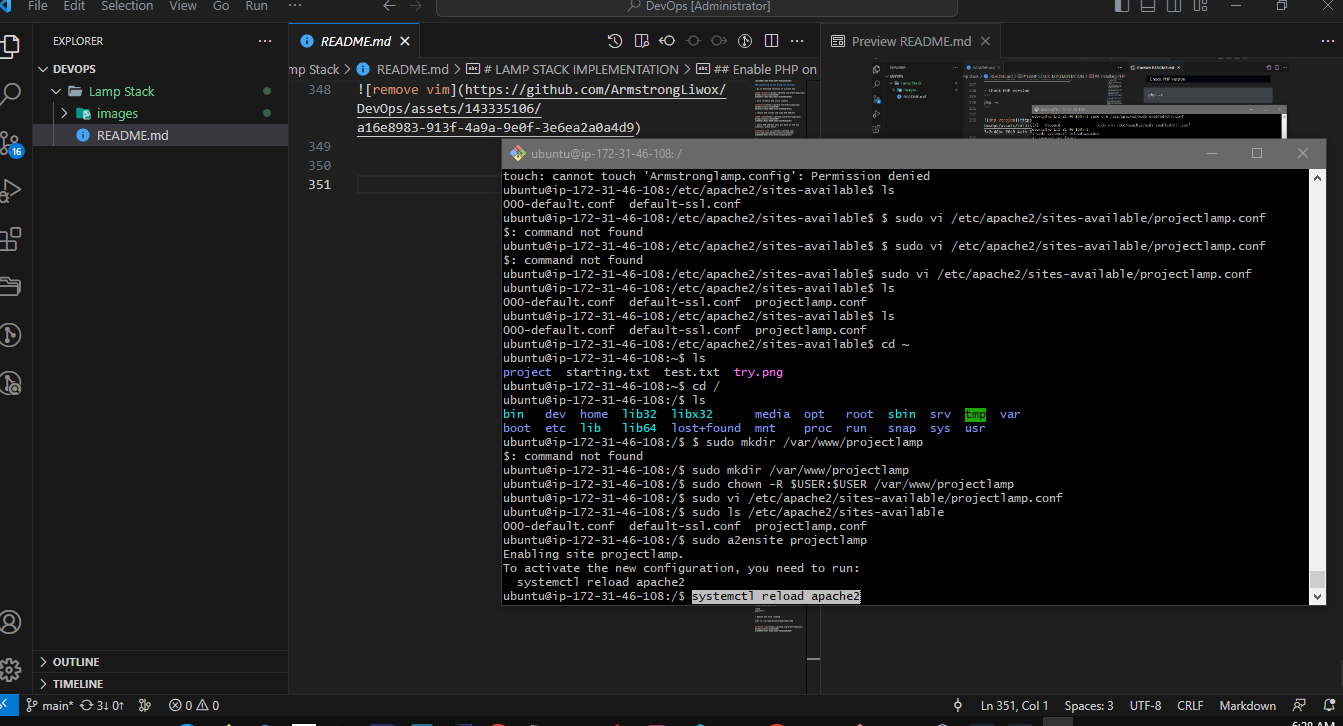 File Edit Selection View Go Run ···
DevOps [Administrator]
EXPLORER
README.md
Preview README.md
DEVOPS
mp Stack > README.md > # LAMP STACK IMPLEMENTATION > ## Enable PHP on
Lamp Stack
images
README.md
16
348 ![remove vim](https://github.com/ArmstrongLiwox/
DevOps/assets/143335106/
a16e8983-913f-4a9a-9e0f-3e6ea2a0a4d9)
349
350
351
ubuntu@ip-172-31-46-108: /
touch: cannot touch 'Armstronglamp.config': Permission denied
ubuntu@ip-172-31-46-108:/etc/apache2/sites-available$ ls
000-default.conf default-ssl.conf
ubuntu@ip-172-31-46-108:/etc/apache2/sites-available$ $ sudo vi /etc/apache2/sites-available/projectlamp.conf
$: command not found
ubuntu@ip-172-31-46-108:/etc/apache2/sites-available$ $ sudo vi /etc/apache2/sites-available/projectlamp.conf
$: command not found
ubuntu@ip-172-31-46-108:/etc/apache2/sites-available$ sudo vi /etc/apache2/sites-available/projectlamp.conf
ubuntu@ip-172-31-46-108:/etc/apache2/sites-available$ ls
000-default.conf default-ssl.conf projectlamp.conf
ubuntu@ip-172-31-46-108:/etc/apache2/sites-available$ ls
000-default.conf default-ssl.conf projectlamp.conf
ubuntu@ip-172-31-46-108:/etc/apache2/sites-available$ cd ~
ubuntu@ip-172-31-46-108:~$ ls
project starting.txt test.txt try.png
ubuntu@ip-172-31-46-108:~$ cd /
ubuntu@ip-172-31-46-108:/$ ls
bin dev home lib32 libx32 media opt root sbin srv tmp var
boot etc lib lib64 lost+found mnt proc run snap sys usr
ubuntu@ip-172-31-46-108:/$ $ sudo mkdir /var/www/projectlamp
$: command not found
ubuntu@ip-172-31-46-108:/$ sudo mkdir /var/www/projectlamp
ubuntu@ip-172-31-46-108:/$ sudo chown -R $USER:$USER /var/www/projectlamp
ubuntu@ip-172-31-46-108:/$ sudo vi /etc/apache2/sites-available/projectlamp.conf
ubuntu@ip-172-31-46-108:/$ sudo ls /etc/apache2/sites-available
000-default.conf default-ssl.conf projectlamp.conf
ubuntu@ip-172-31-46-108:/$ sudo a2ensite projectlamp
Enabling site projectlamp.
To activate the new configuration, you need to run:
systemctl reload apache2
ubuntu@ip-172-31-46-108:/$ systemctl reload apache2
OUTLINE
TIMELINE
main* 3↓ 0↑ 0 0 Ln 351, Col 1 Spaces: 3 UTF-8 CRLF Markdown